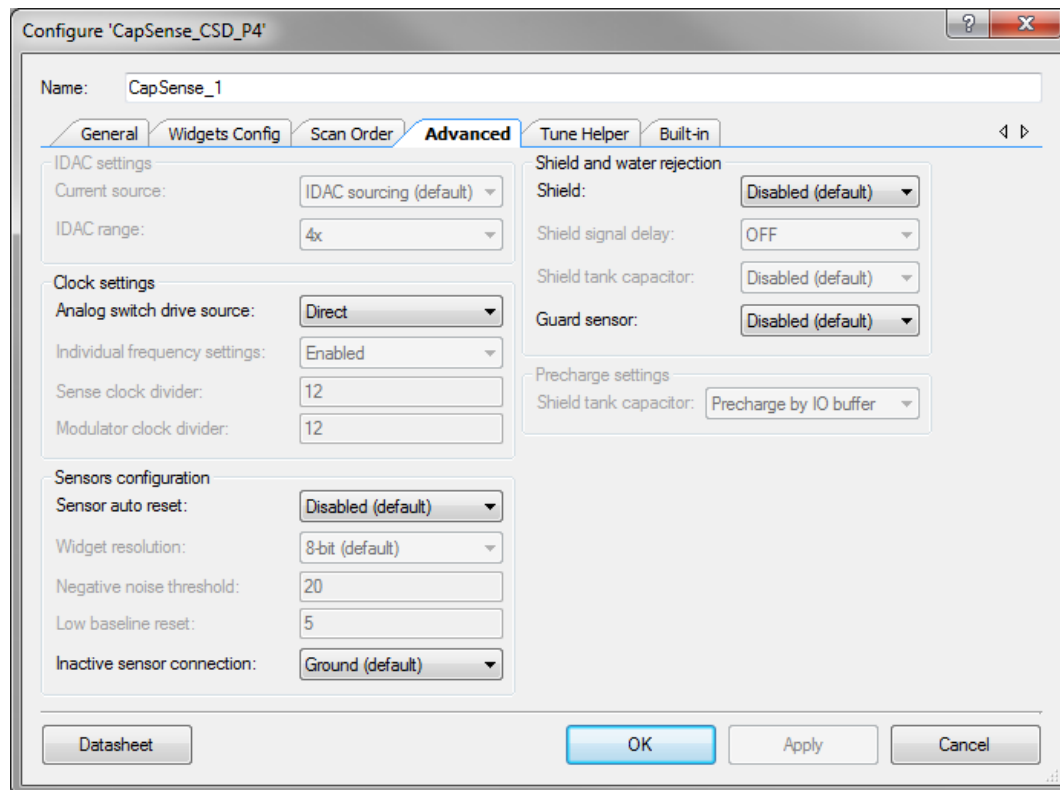 Configure 'CapSense_CSD_P4'
Name: CapSense_1
General Widgets Config Scan Order Advanced Tune Helper Built-in
IDAC settings
Current source: IDAC sourcing (default)
IDAC range: 4x
Clock settings
Analog switch drive source: Direct
Individual frequency settings: Enabled
Sense clock divider: 12
Modulator clock divider: 12
Sensors configuration
Sensor auto reset: Disabled (default)
Widget resolution: 8-bit (default)
Negative noise threshold: 20
Low baseline reset: 5
Inactive sensor connection: Ground (default)
Shield and water rejection
Shield: Disabled (default)
Shield signal delay: OFF
Shield tank capacitor: Disabled (default)
Guard sensor: Disabled (default)
Precharge settings
Shield tank capacitor: Precharge by IO buffer
Datasheet OK Apply Cancel